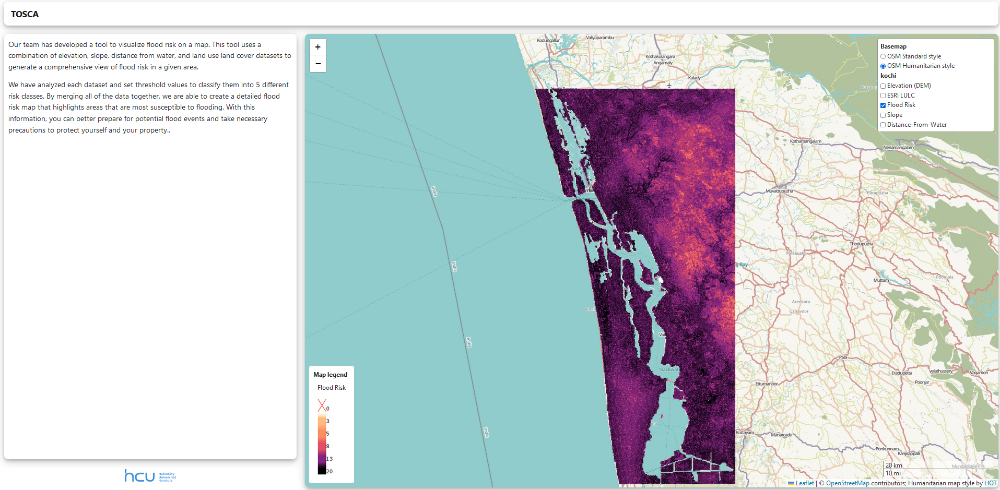 TOSCA
Our team has developed a tool to visualize flood risk on a map. This tool uses a
combination of elevation, slope, distance from water, and land use land cover datasets to
generate a comprehensive view of flood risk in a given area.
We have analyzed each dataset and set threshold values to classify them into 5 different
risk classes. By merging all of the data together, we are able to create a detailed flood
risk map that highlights areas that are most susceptible to flooding. With this
information, you can better prepare for potential flood events and take necessary
precautions to protect yourself and your property..
hcu HafenCity
Universität
Hamburg
+
−
Kodungallur
Valiyaparambu
Kothakulangara
Angamaly
Kalady
Kothamangalam
Neriamangalam
Muvattupuzha
Parapuzha
India
India
India
India
Thodupuzha
Palakuzha
g Bay
Muttam
Poomala
Areekara
Uzhavoor
backwat
Pala
Erattupetta
velathussery
Vagamon
Poonjar
Ettumanoor
Kottayam
Manarcadu
Ponkunnam
Kanjirappalli
Mundakkayam
Basemap
OSM Standard style
OSM Humanitarian style
kochi
Elevation (DEM)
ESRI LULC
Flood Risk
Slope
Distance-From-Water
Map legend
Flood Risk
0
3
5
8
13
20
20 km
10 mi
Leaflet | © OpenStreetMap contributors; Humanitarian map style by HOT